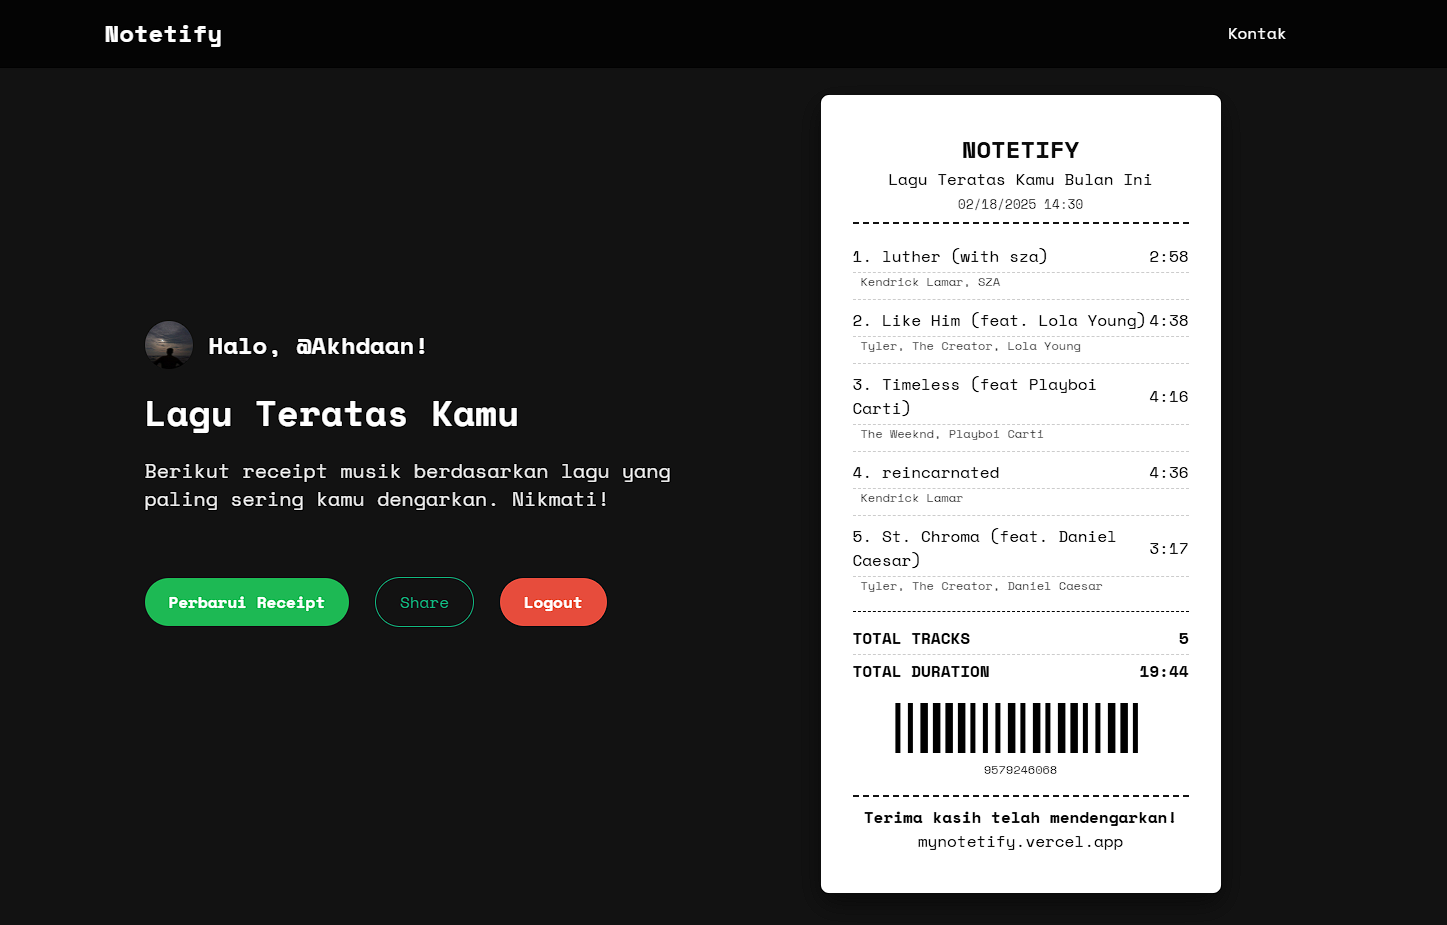 Notetify
Kontak
Halo, @Akhdaan!
Lagu Teratas Kamu
Berikut receipt musik berdasarkan lagu yang
paling sering kamu dengarkan. Nikmati!
Perbarui Receipt
Share
Logout
NOTETIFY
Lagu Teratas Kamu Bulan Ini
02/18/2025 14:30
1. luther (with sza) 2:58
Kendrick Lamar, SZA
2. Like Him (feat. Lola Young) 4:38
Tyler, The Creator, Lola Young
3. Timeless (feat Playboi
Carti) 4:16
The Weeknd, Playboi Carti
4. reincarnated 4:36
Kendrick Lamar
5. St. Chroma (feat. Daniel
Caesar) 3:17
Tyler, The Creator, Daniel Caesar
TOTAL TRACKS 5
TOTAL DURATION 19:44
9579246068
Terima kasih telah mendengarkan!
mynotetify.vercel.app